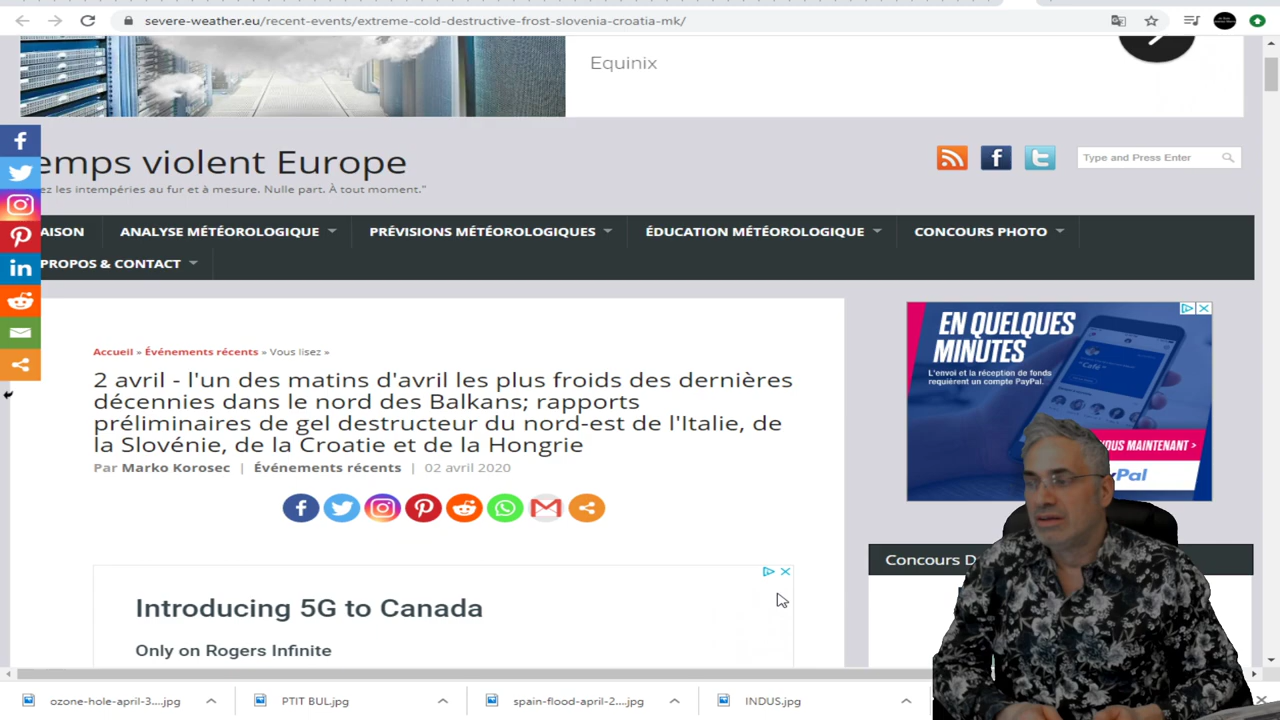 severe-weather.eu/recent-events/extreme-cold-destructive-frost-slovenia-croatia-mk/
Equinix
emps violent Europe
ez les intempéries au fur et à mesure. Nulle part. À tout moment."
Type and Press Enter
AISON
ANALYSE MÉTÉOROLOGIQUE
PRÉVISIONS MÉTÉOROLOGIQUES
ÉDUCATION MÉTÉOROLOGIQUE
CONCOURS PHOTO
PROPOS & CONTACT
Accueil » Événements récents » Vous lisez »
2 avril - l'un des matins d'avril les plus froids des dernières
décennies dans le nord des Balkans; rapports
préliminaires de gel destructeur du nord-est de l'Italie, de
la Slovénie, de la Croatie et de la Hongrie
Par Marko Korosec | Événements récents | 02 avril 2020
Introducing 5G to Canada
Only on Rogers Infinite
EN QUELQUES
MINUTES
L'envoi et la réception de fonds
requièrent un compte PayPal.
OUS MAINTENANT >
Pal
Concours D
ozone-hole-april-3....jpg
PTIT BUL.jpg
spain-flood-april-2....jpg
INDUS.jpg